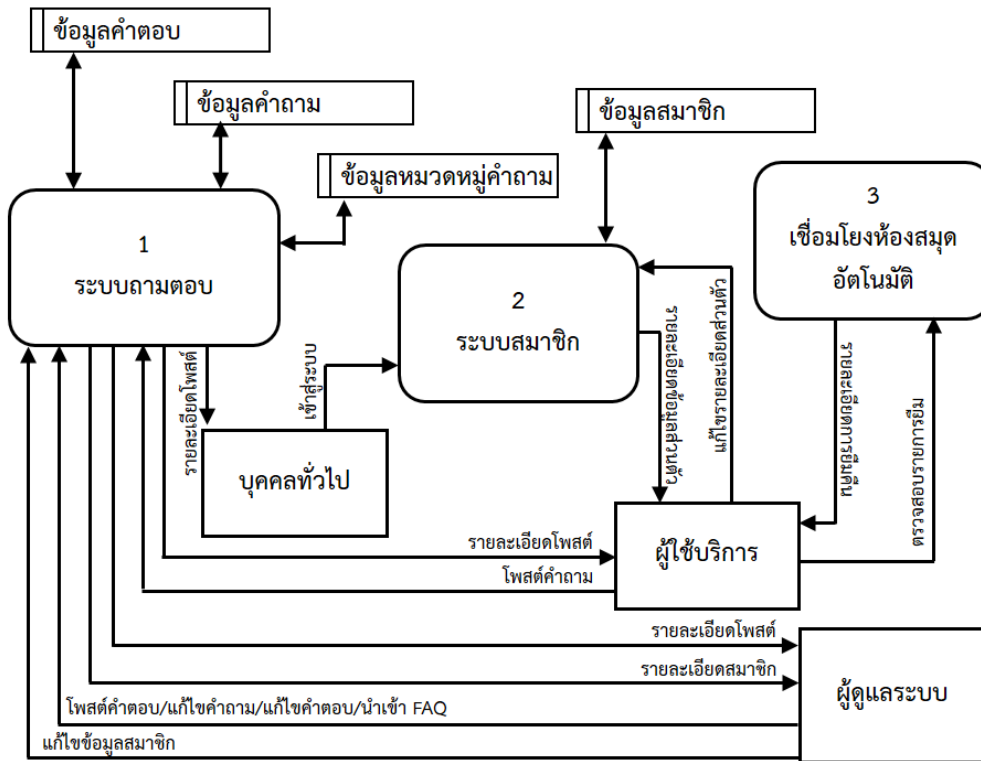 ข้อมูลคำตอบ
ข้อมูลคำถาม
ข้อมูลสมาชิก
ข้อมูลหมวดหมู่คำถาม
1
ระบบถามตอบ
2
ระบบสมาชิก
3
เชื่อมโยงห้องสมุด
อัตโนมัติ
รายละเอียดโพสต์
เข้าสู่ระบบ
รายละเอียดข้อมูลส่วนตัว
แก้ไขรายละเอียดส่วนตัว
รายละเอียดการยืมคืน
ตรวจสอบรายการยืม
บุคคลทั่วไป
ผู้ใช้บริการ
รายละเอียดโพสต์
โพสต์คำถาม
รายละเอียดโพสต์
รายละเอียดสมาชิก
ผู้ดูแลระบบ
โพสต์คำตอบ/แก้ไขคำถาม/แก้ไขคำตอบ/นำเข้า FAQ
แก้ไขข้อมูลสมาชิก